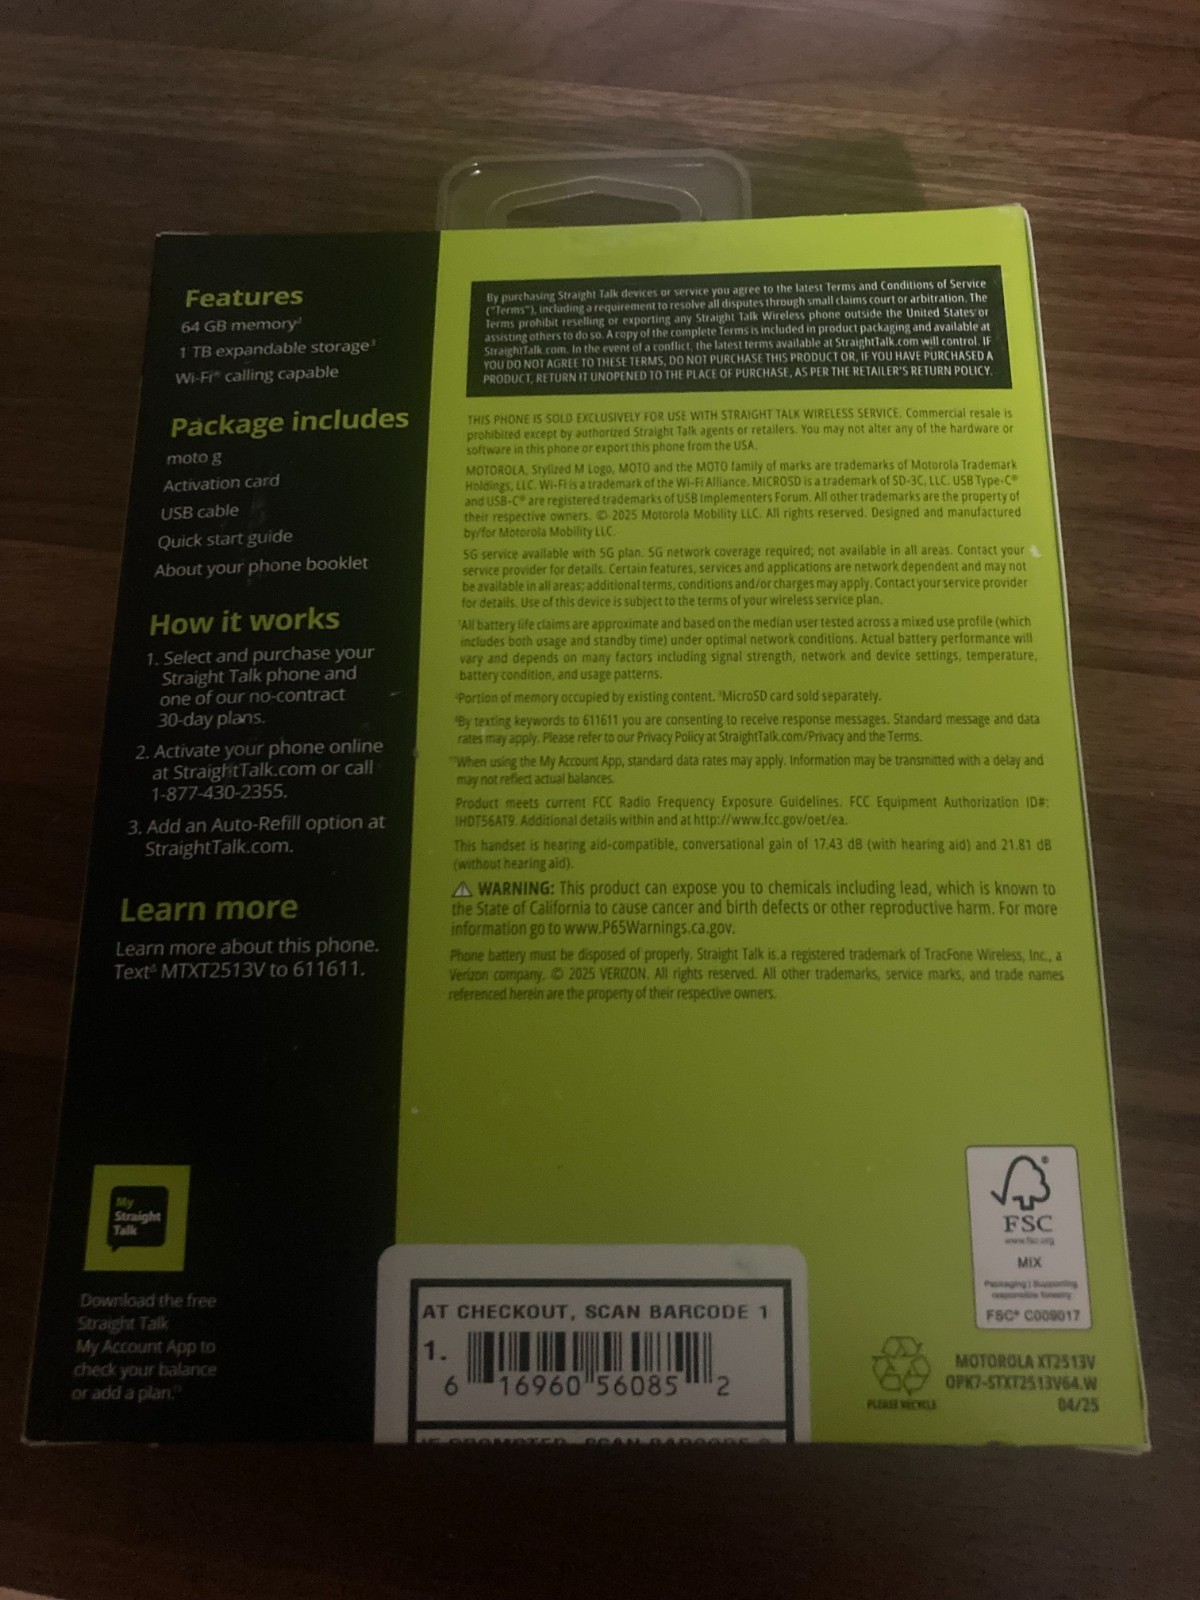 Features
64 GB memory²
1 TB expandable storage³
Wi-Fi® calling capable
Package includes
moto g
Activation card
USB cable
Quick start guide
About your phone booklet
How it works
1. Select and purchase your
Straight Talk phone and
one of our no-contract
30-day plans.
2. Activate your phone online
at StraightTalk.com or call
1-877-430-2355.
3. Add an Auto-Refill option at
StraightTalk.com.
Learn more
Learn more about this phone.
Text MTXT2513V to 611611.
My
Straight
Talk
Download the free
Straight Talk
My Account App to
check your balance
or add a plan.
By purchasing Straight Talk devices or service you agree to the latest Terms and Conditions of Service
("Terms"), including a requirement to resolve all disputes through small claims court or arbitration. The
Terms prohibit reselling or exporting any Straight Talk Wireless phone outside the United States or
assisting others to do so. A copy of the complete Terms is included in product packaging and available at
StraightTalk.com. In the event of a conflict, the latest terms available at StraightTalk.com will control. IF
YOU DO NOT AGREE TO THESE TERMS, DO NOT PURCHASE THIS PRODUCT OR, IF YOU HAVE PURCHASED A
PRODUCT, RETURN IT UNOPENED TO THE PLACE OF PURCHASE, AS PER THE RETAILER'S RETURN POLICY.
THIS PHONE IS SOLD EXCLUSIVELY FOR USE WITH STRAIGHT TALK WIRELESS SERVICE. Commercial resale is
prohibited except by authorized Straight Talk agents or retailers. You may not alter any of the hardware or
software in this phone or export this phone from the USA.
MOTOROLA, Stylized M Logo, MOTO and the MOTO family of marks are trademarks of Motorola Trademark
Holdings, LLC. Wi-Fi is a trademark of the Wi-Fi Alliance. MICROSD is a trademark of SD-3C, LLC. USB Type-C®
and USB-C® are registered trademarks of USB Implementers Forum. All other trademarks are the property of
their respective owners. © 2025 Motorola Mobility LLC. All rights reserved. Designed and manufactured
by/for Motorola Mobility LLC.
5G service available with 5G plan. 5G network coverage required; not available in all areas. Contact your
service provider for details. Certain features, services and applications are network dependent and may not
be available in all areas; additional terms, conditions and/or charges may apply. Contact your service provider
for details. Use of this device is subject to the terms of your wireless service plan.
¹All battery life claims are approximate and based on the median user tested across a mixed use profile (which
includes both usage and standby time) under optimal network conditions. Actual battery performance will
vary and depends on many factors including signal strength, network and device settings, temperature,
battery condition, and usage patterns.
²Portion of memory occupied by existing content. ³MicroSD card sold separately.
By texting keywords to 611611 you are consenting to receive response messages. Standard message and data
rates may apply. Please refer to our Privacy Policy at StraightTalk.com/Privacy and the Terms.
When using the My Account App, standard data rates may apply. Information may be transmitted with a delay and
may not reflect actual balances.
Product meets current FCC Radio Frequency Exposure Guidelines. FCC Equipment Authorization ID#:
IHDT56AT9. Additional details within and at http://www.fcc.gov/oet/ea.
This handset is hearing aid-compatible, conversational gain of 17.43 dB (with hearing aid) and 21.81 dB
(without hearing aid).
⚠ WARNING: This product can expose you to chemicals including lead, which is known to
the State of California to cause cancer and birth defects or other reproductive harm. For more
information go to www.P65Warnings.ca.gov.
Phone battery must be disposed of properly. Straight Talk is a registered trademark of TracFone Wireless, Inc., a
Verizon company. © 2025 VERIZON. All rights reserved. All other trademarks, service marks, and trade names
referenced herein are the property of their respective owners.
®
FSC
www.fsc.org
MIX
Packaging | Supporting
responsible forestry
FSC® C009017
AT CHECKOUT, SCAN BARCODE 1
1.
6 16960 56085 2
PLEASE RECYCLE
MOTOROLA XT2513V
OPK7-STXT2513V64.W
04/25